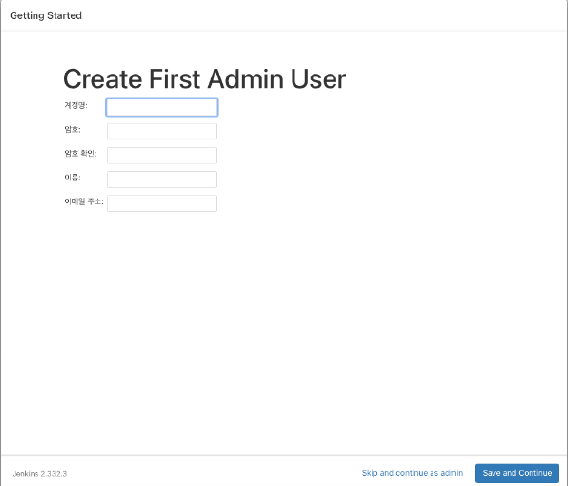 Getting Started
Create First Admin User
계정명:
암호:
암호 확인:
이름:
이메일 주소:
Jenkins 2.332.3
Skip and continue as admin
Save and Continue